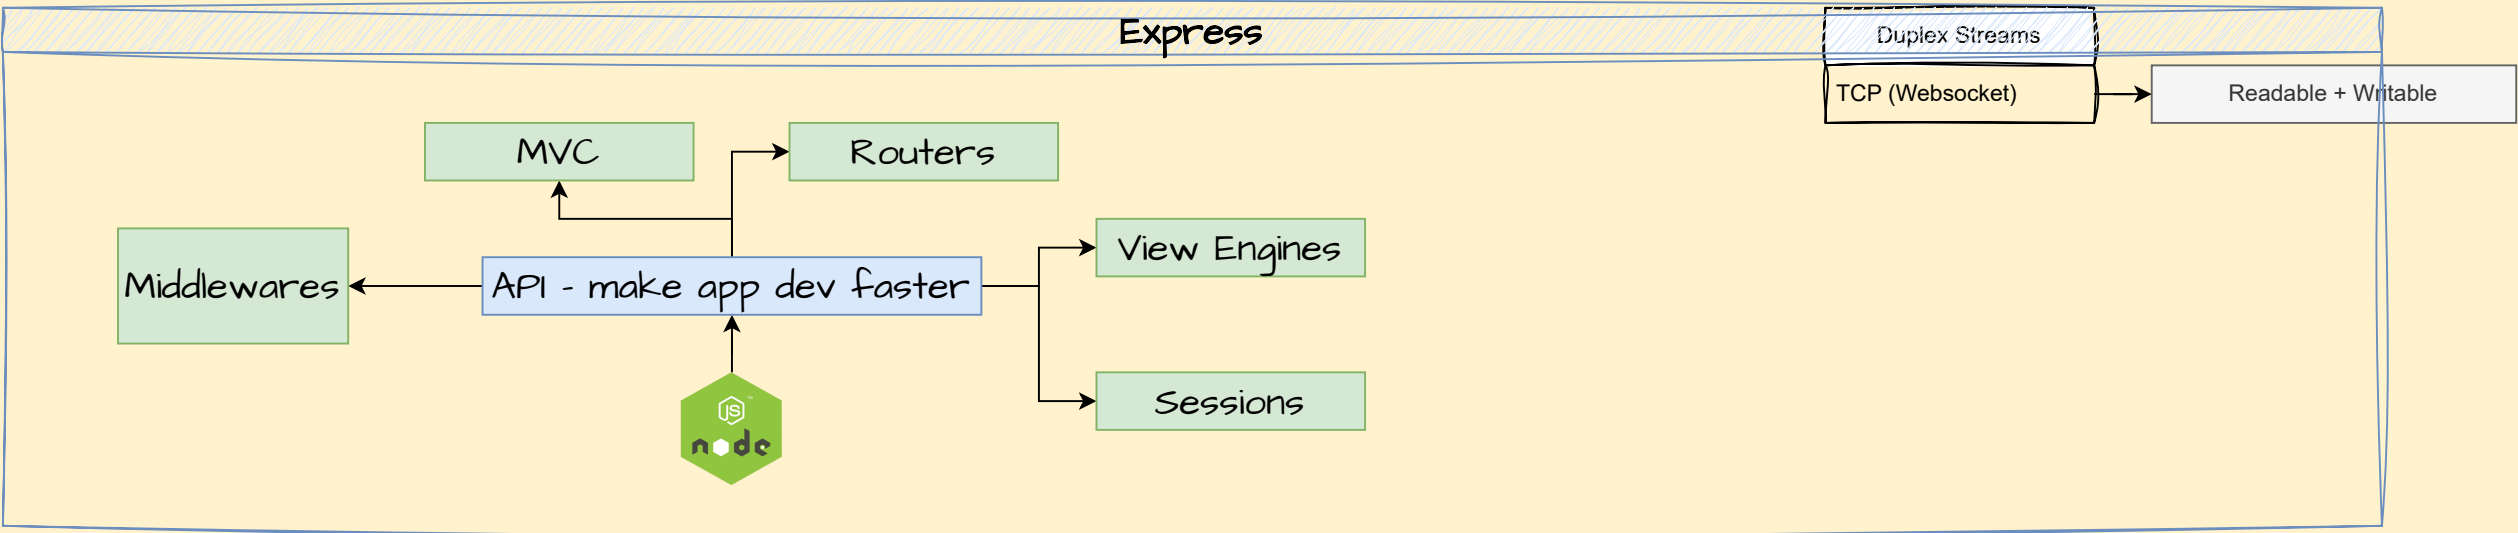 Express
Duplex Streams
TCP (Websocket)
Readable + Writable
MVC
Routers
View Engines
Middlewares
API - make app dev faster
Sessions
JS
node